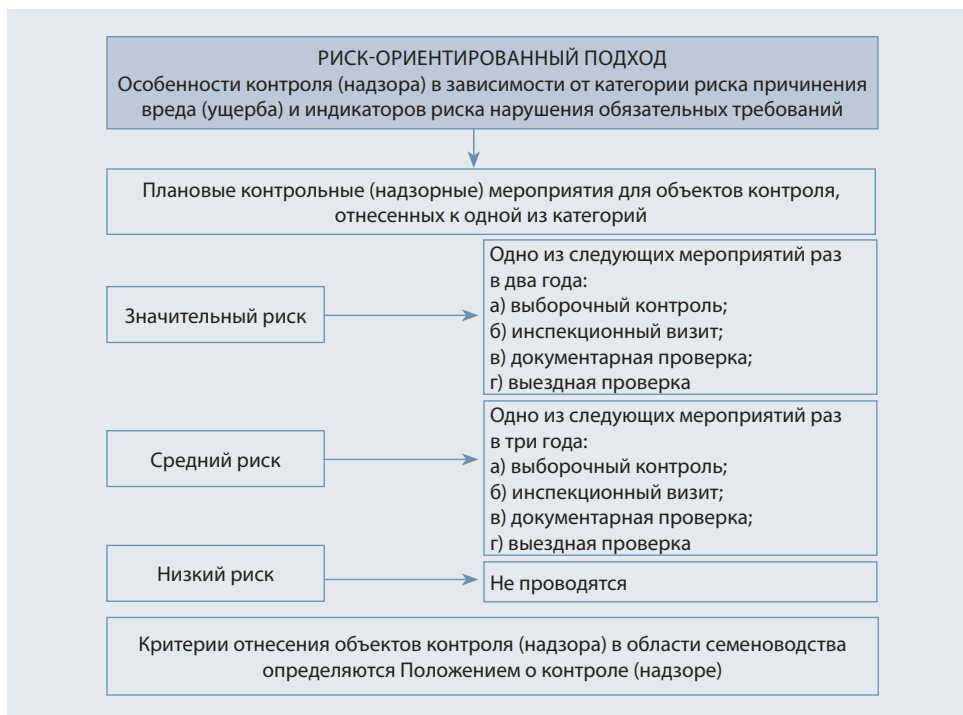 РИСК-ОРИЕНТИРОВАННЫЙ ПОДХОД
Особенности контроля (надзора) в зависимости от категории риска причинения
вреда (ущерба) и индикаторов риска нарушения обязательных требований
Плановые контрольные (надзорные) мероприятия для объектов контроля,
отнесенных к одной из категорий
Значительный риск
Одно из следующих мероприятий раз
в два года:
а) выборочный контроль;
б) инспекционный визит;
в) документарная проверка;
г) выездная проверка
Средний риск
Одно из следующих мероприятий раз
в три года:
а) выборочный контроль;
б) инспекционный визит;
в) документарная проверка;
г) выездная проверка
Низкий риск
Не проводятся
Критерии отнесения объектов контроля (надзора) в области семеноводства
определяются Положением о контроле (надзоре)